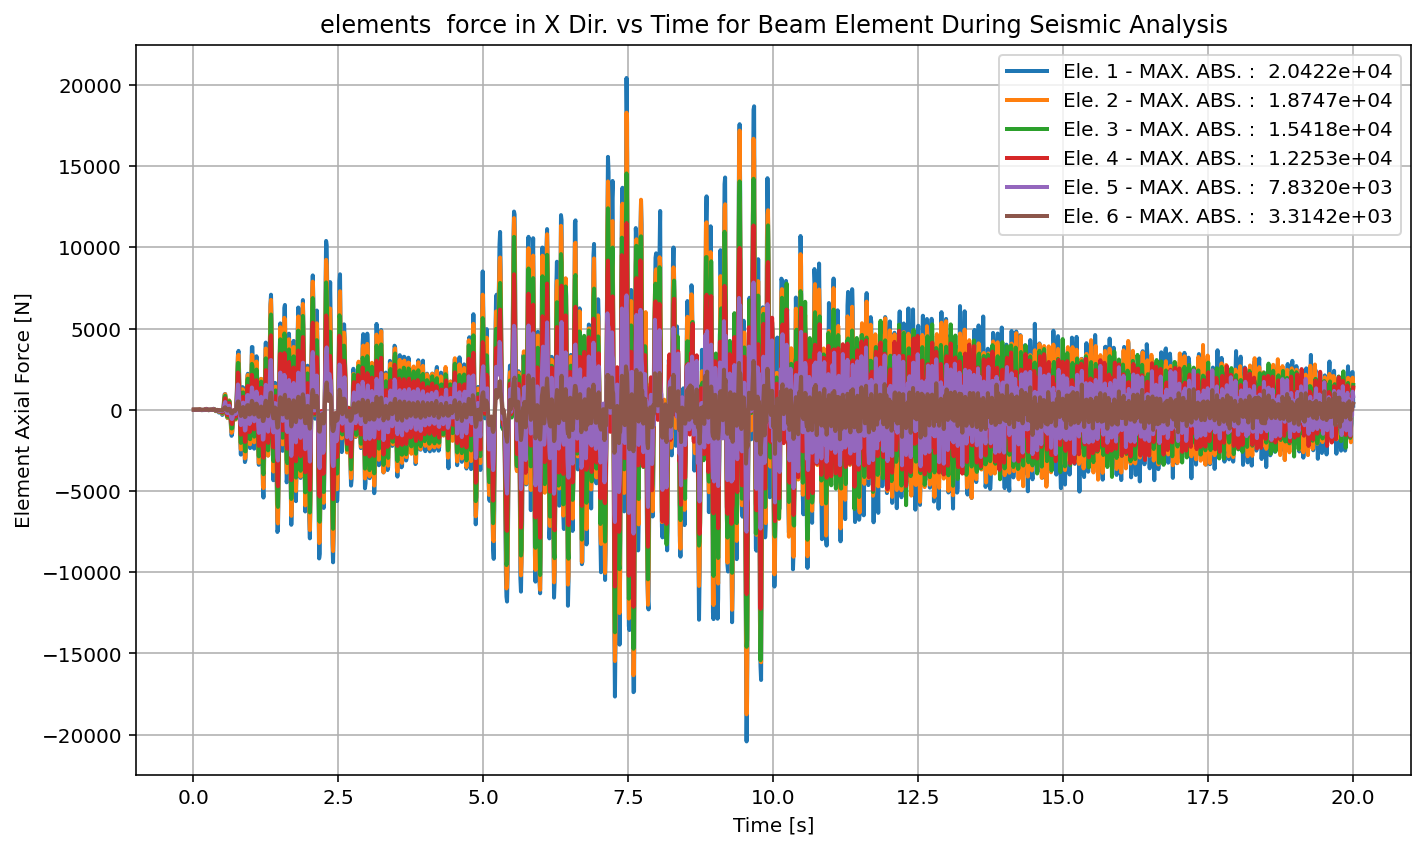 elements  force in X Dir. vs Time for Beam Element During Seismic Analysis
Ele. 1 - MAX. ABS. :  2.0422e+04
Ele. 2 - MAX. ABS. :  1.8747e+04
Ele. 3 - MAX. ABS. :  1.5418e+04
Ele. 4 - MAX. ABS. :  1.2253e+04
Ele. 5 - MAX. ABS. :  7.8320e+03
Ele. 6 - MAX. ABS. :  3.3142e+03
Element Axial Force [N]
20000
15000
10000
5000
0
−5000
−10000
−15000
−20000
0.0 2.5 5.0 7.5 10.0 12.5 15.0 17.5 20.0
Time [s]